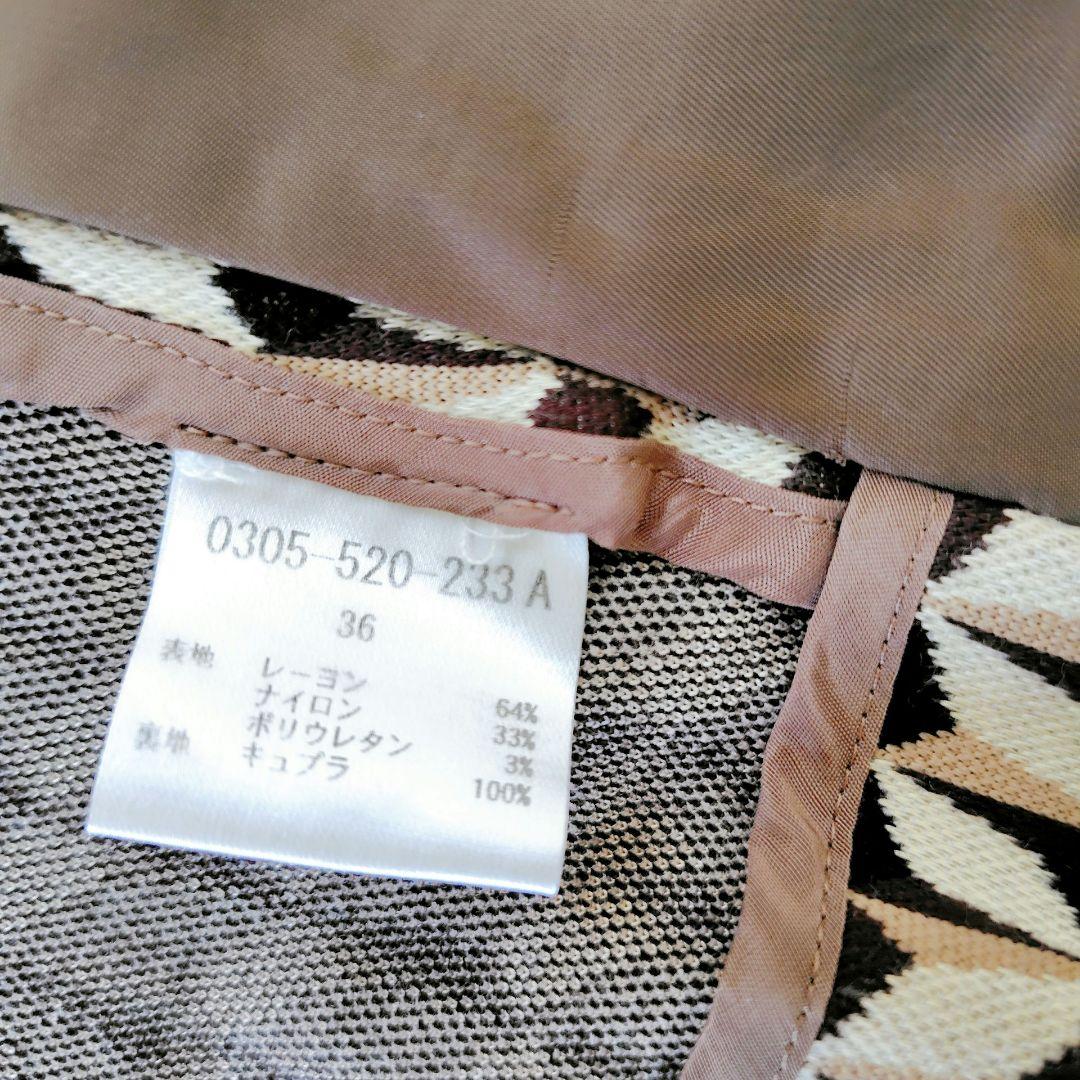 0305-520-233 A
36
表地 レーヨン 64%
ナイロン 33%
ポリウレタン 3%
裏地 キュプラ 100%